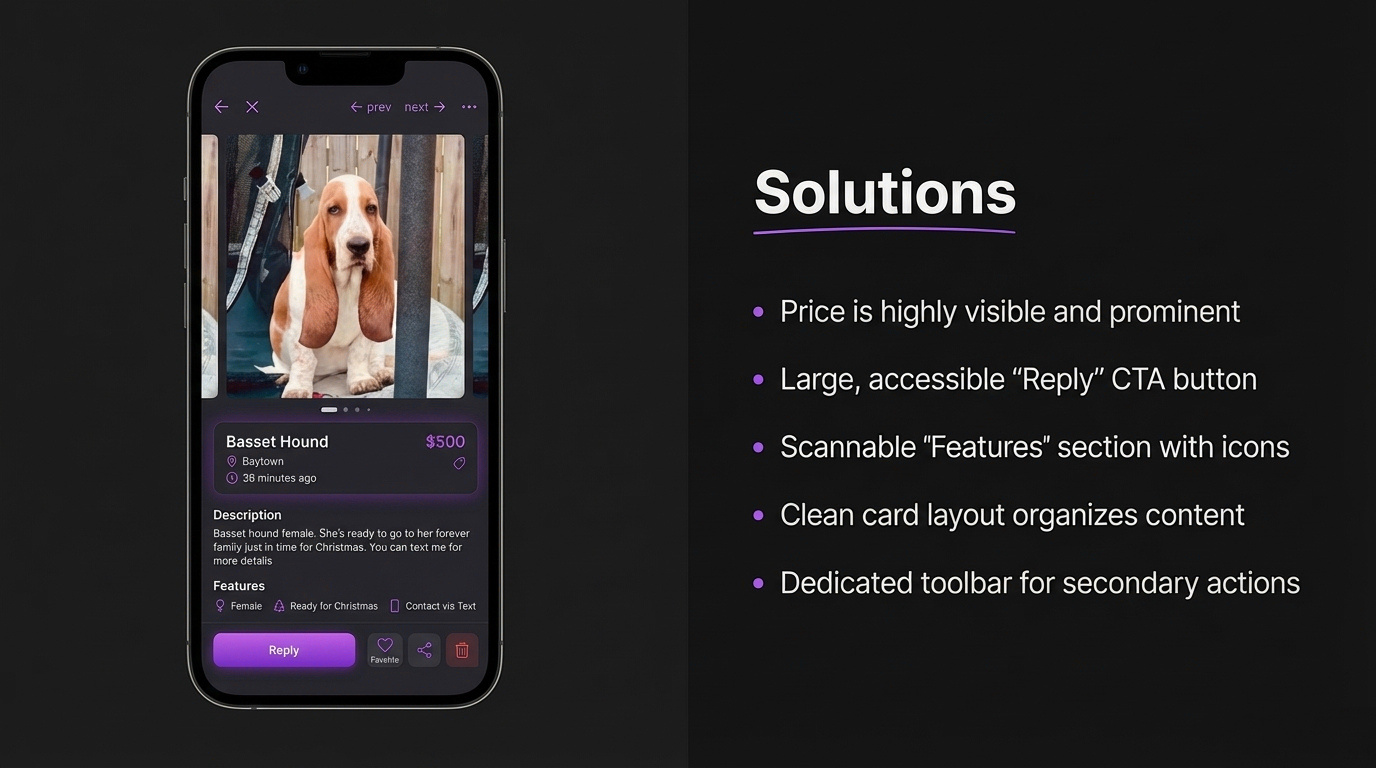 prev next
Basset Hound $500
Baytown
36 minutes ago
Description
Basset hound female. She's ready to go to her forever
family just in time for Christmas. You can text me for
more details
Features
Female Ready for Christmas Contact vis Text
Reply
Favehte
Solutions
Price is highly visible and prominent
Large, accessible “Reply” CTA button
Scannable "Features" section with icons
Clean card layout organizes content
Dedicated toolbar for secondary actions